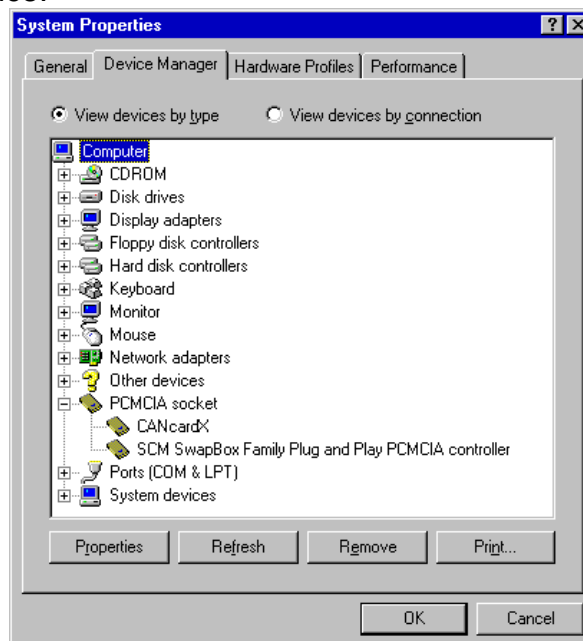 System Properties
General Device Manager Hardware Profiles Performance
View devices by type View devices by connection
Computer
CDROM
Disk drives
Display adapters
Floppy disk controllers
Hard disk controllers
Keyboard
Monitor
Mouse
Network adapters
Other devices
PCMCIA socket
CANcardX
SCM SwapBox Family Plug and Play PCMCIA controller
Ports (COM & LPT)
System devices
Properties Refresh Remove Print...
OK Cancel